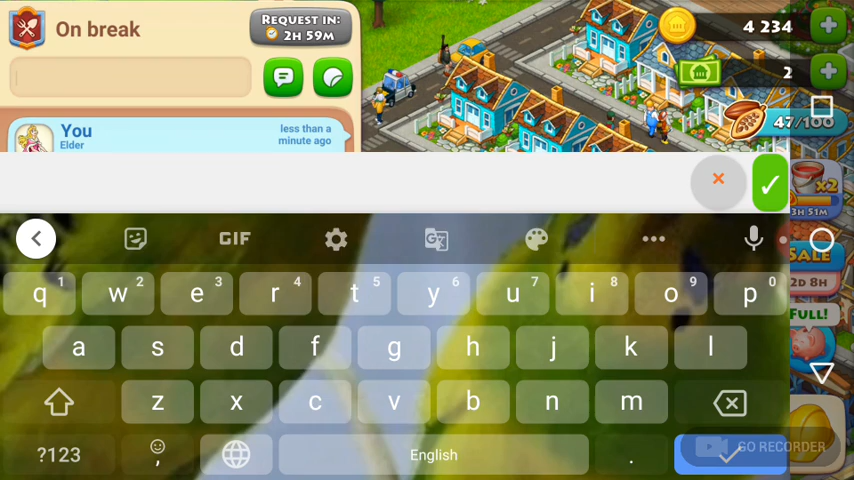 On break
REQUEST IN:
2H 59M
4 234
2
You
Elder
less than a
minute ago
47/100
x2
3H 51M
SALE
2D 8H
FULL!
GIF
q1 w2 e3 r4 t5 y6 u7 i8 o9 p0
a s d f g h j k l
z x c v b n m
?123
,
English
.
GO RECORDER